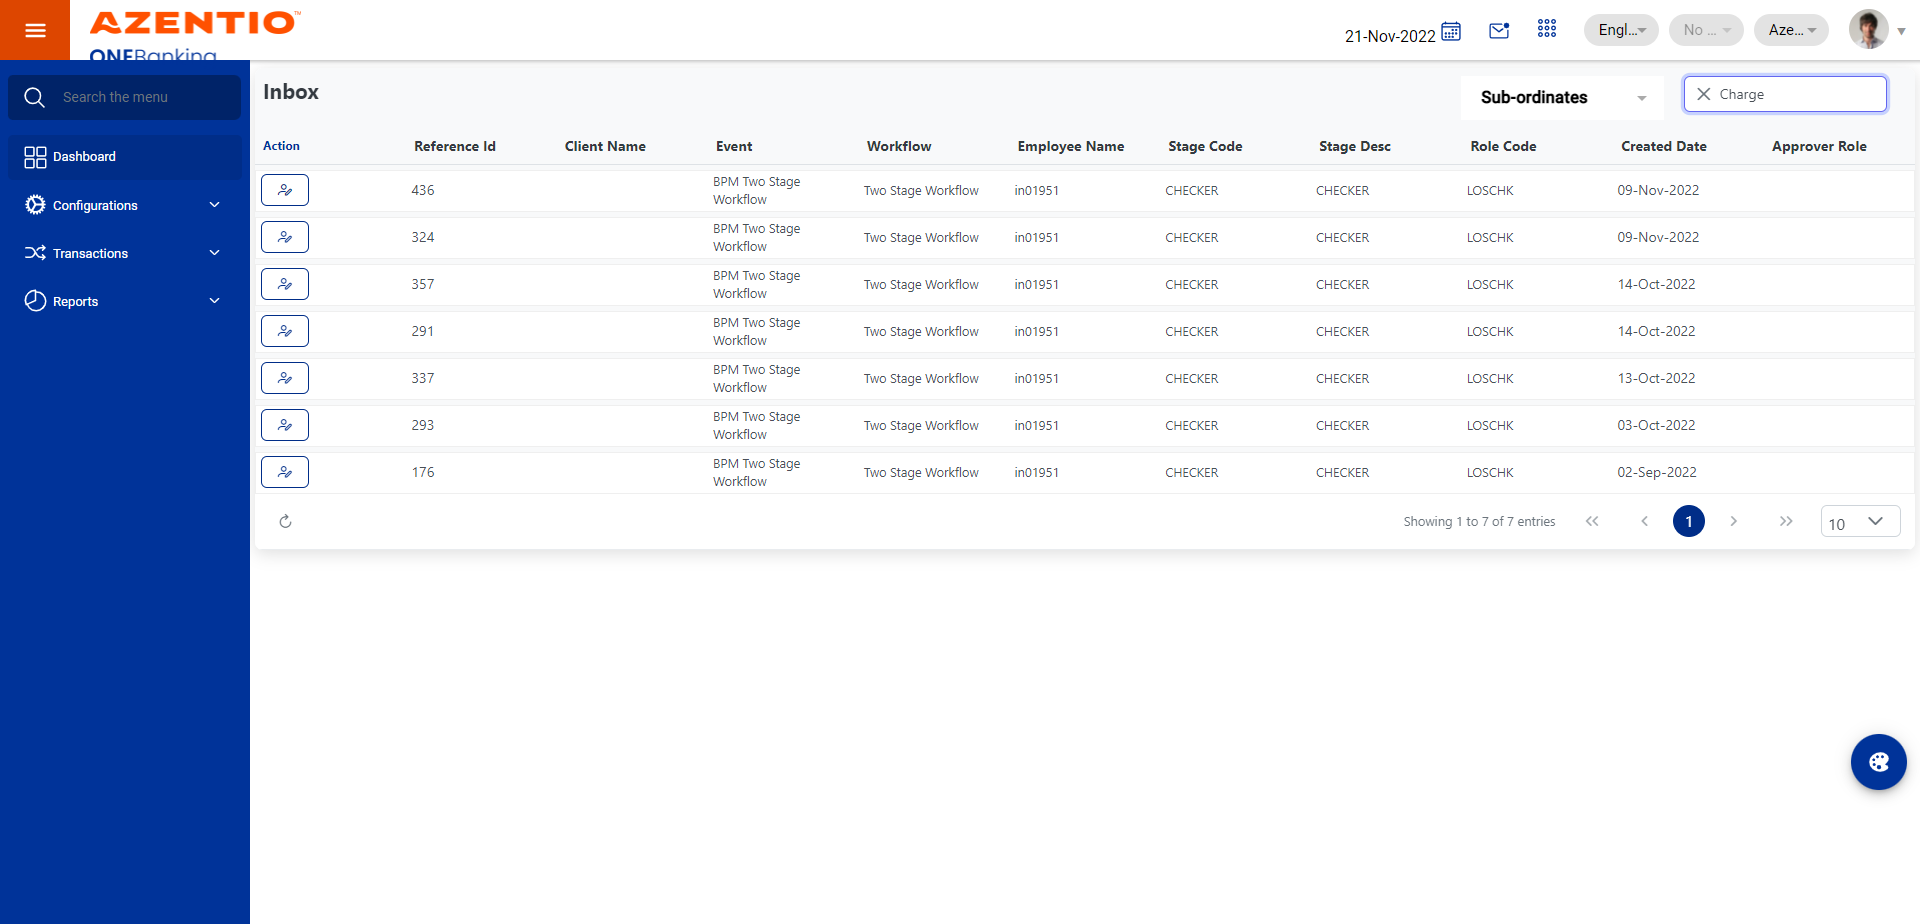 AZENTIO™
ONEBanking
21-Nov-2022
Engl...
No ...
Aze...
Search the menu
Dashboard
Configurations
Transactions
Reports
Inbox
Sub-ordinates
Charge
Action Reference Id Client Name Event Workflow Employee Name Stage Code Stage Desc Role Code Created Date Approver Role
436 BPM Two Stage Workflow Two Stage Workflow in01951 CHECKER CHECKER LOSCHK 09-Nov-2022
324 BPM Two Stage Workflow Two Stage Workflow in01951 CHECKER CHECKER LOSCHK 09-Nov-2022
357 BPM Two Stage Workflow Two Stage Workflow in01951 CHECKER CHECKER LOSCHK 14-Oct-2022
291 BPM Two Stage Workflow Two Stage Workflow in01951 CHECKER CHECKER LOSCHK 14-Oct-2022
337 BPM Two Stage Workflow Two Stage Workflow in01951 CHECKER CHECKER LOSCHK 13-Oct-2022
293 BPM Two Stage Workflow Two Stage Workflow in01951 CHECKER CHECKER LOSCHK 03-Oct-2022
176 BPM Two Stage Workflow Two Stage Workflow in01951 CHECKER CHECKER LOSCHK 02-Sep-2022
Showing 1 to 7 of 7 entries
1
10